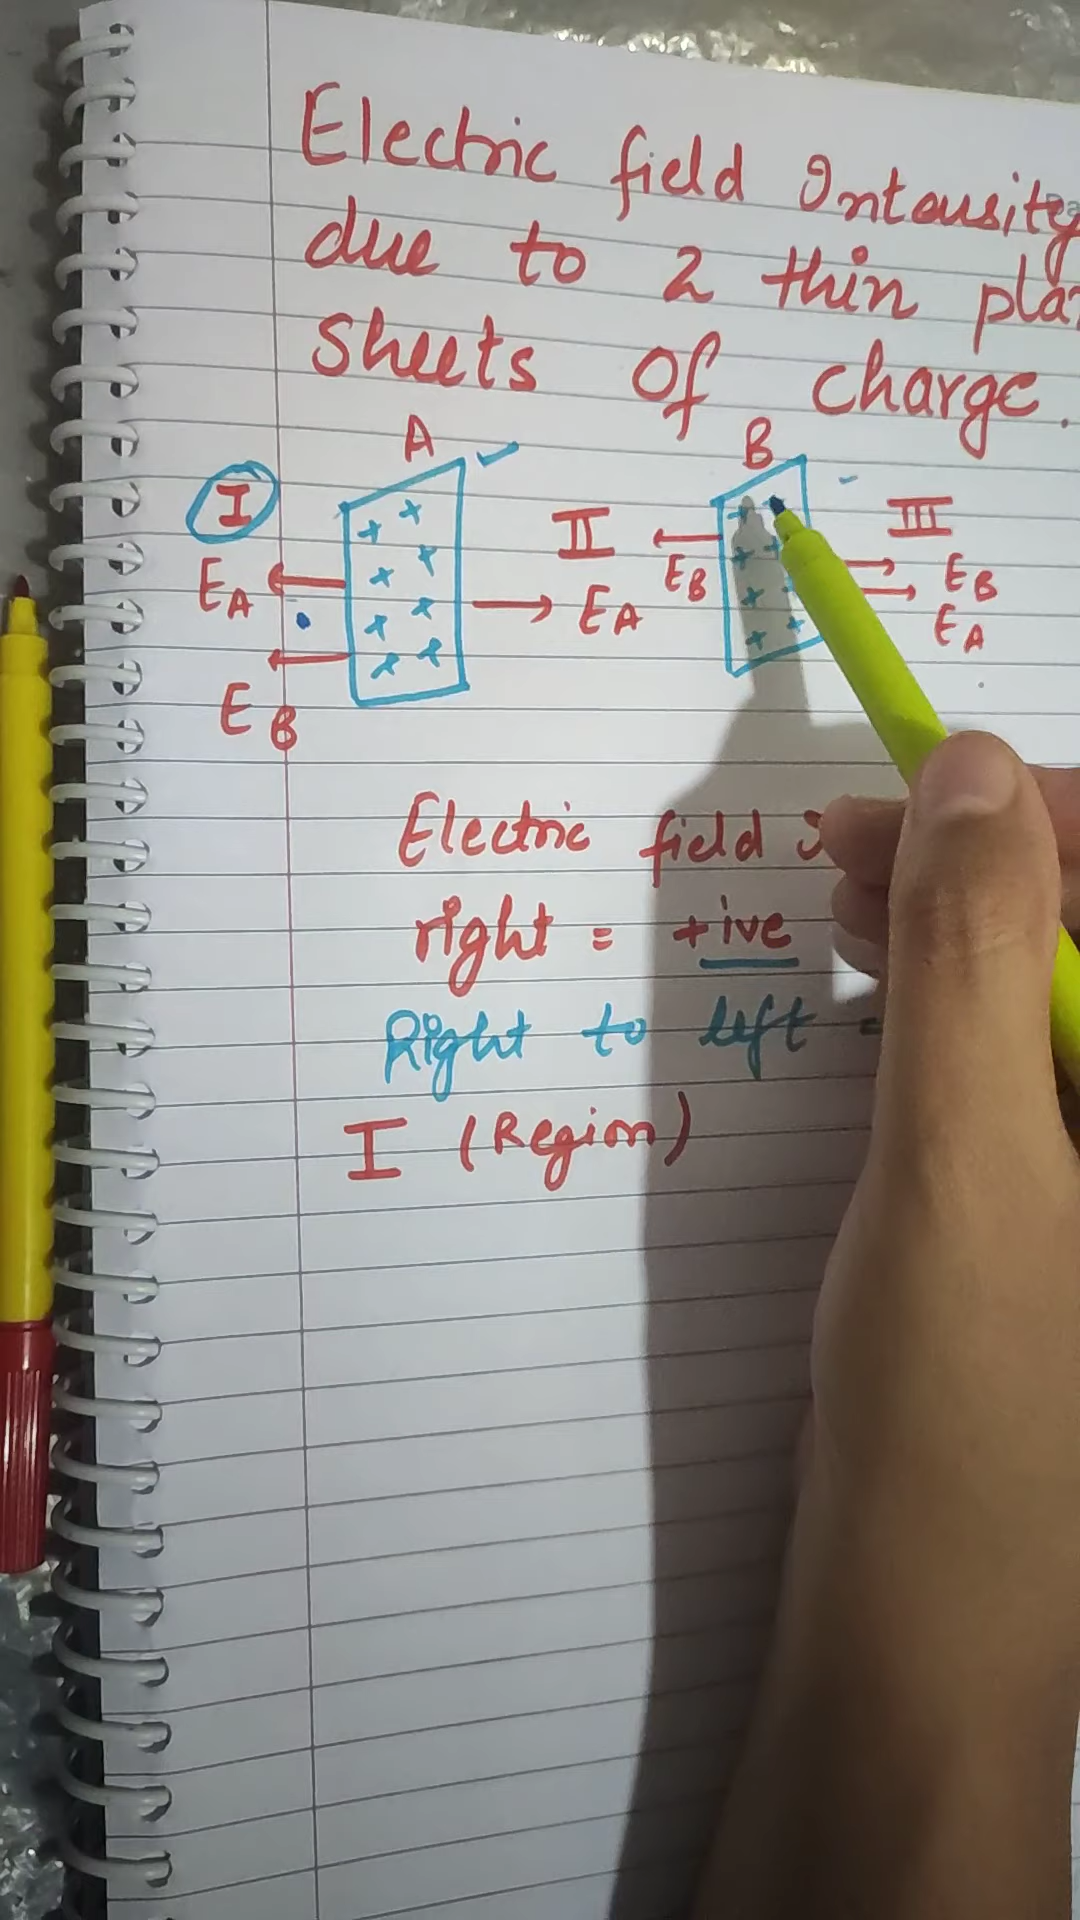 Electric field Intensity
due to 2 thin
Sheets Of charge.
A B
I II III
EA EA EB EB
EB EA
Electric field
right = +ive
Right to left =
I (Region)